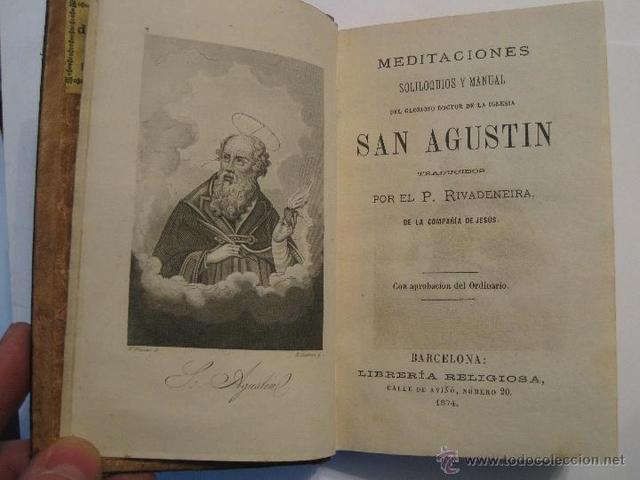 S. Agustin
MEDITACIONES
SOLILOQUIOS Y MANUAL
DEL GLORIOSO DOCTOR DE LA IGLESIA
SAN AGUSTIN
TRADUCIDOS
POR EL P. RIVADENEIRA,
DE LA COMPAÑÍA DE JESÚS.
Con aprobacion del Ordinario.
BARCELONA:
LIBRERÍA RELIGIOSA,
CALLE DE AVIÑÓ, NÚMERO 20.
1874.
© www.todocoleccion.net